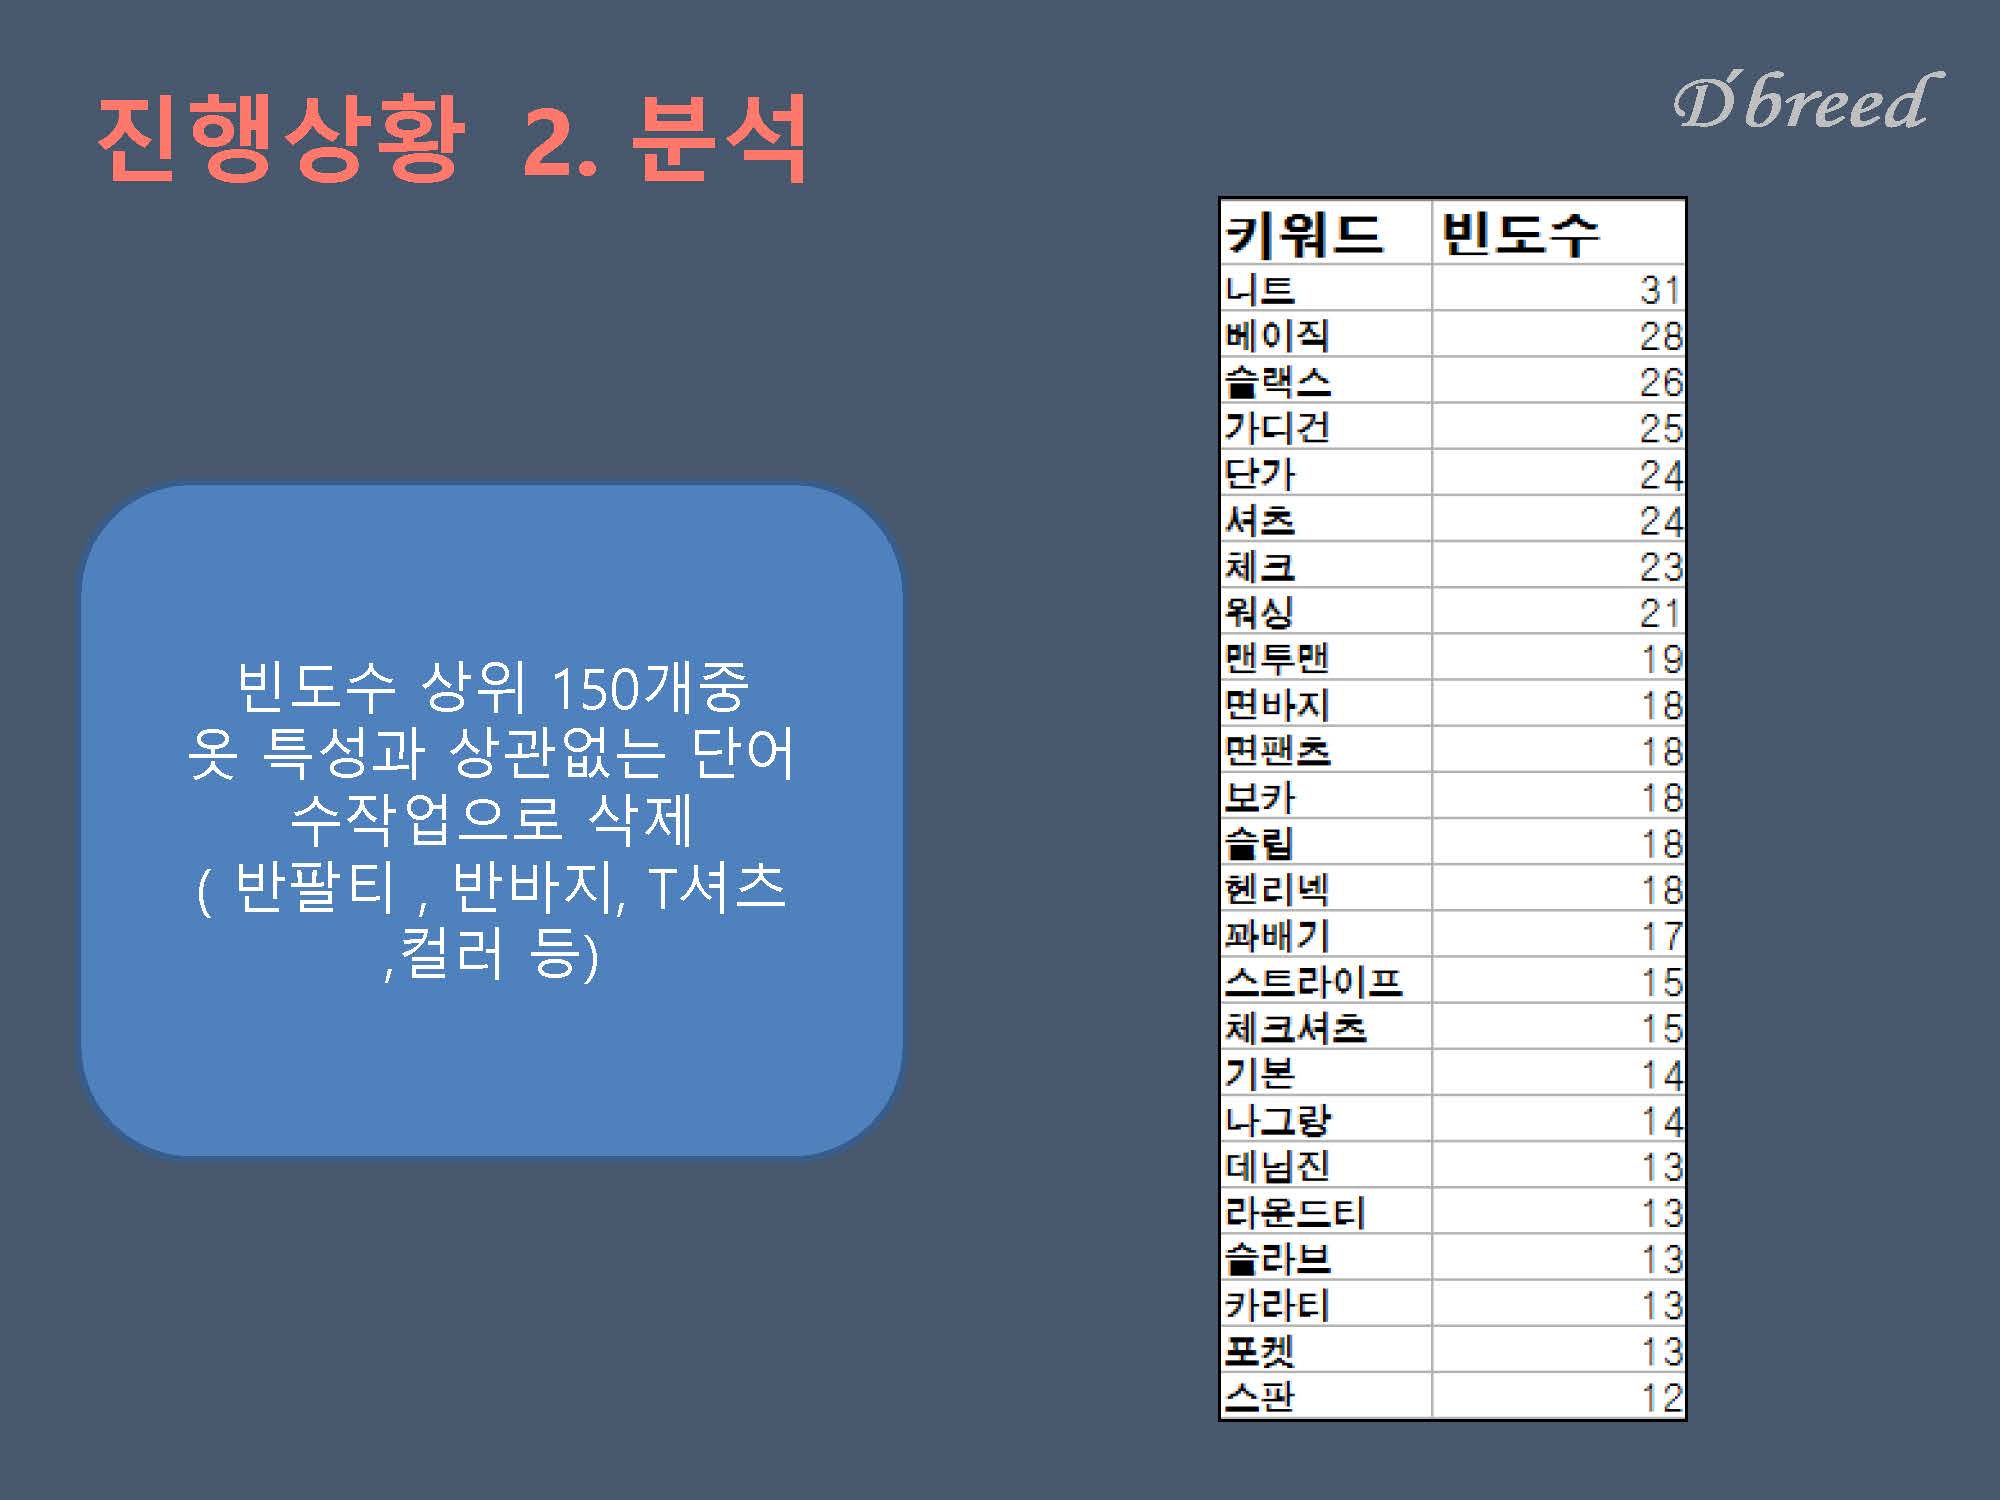 진행상황 2. 분석
D´breed
빈도수 상위 150개중
옷 특성과 상관없는 단어
수작업으로 삭제
( 반팔티 , 반바지, T셔츠
,컬러 등)
키워드 빈도수
니트 31
베이직 28
슬랙스 26
가디건 25
단가 24
셔츠 24
체크 23
워싱 21
맨투맨 19
면바지 18
면팬츠 18
보카 18
슬립 18
헨리넥 18
꽈배기 17
스트라이프 15
체크셔츠 15
기본 14
나그랑 14
데님진 13
라운드티 13
슬라브 13
카라티 13
포켓 13
스판 12